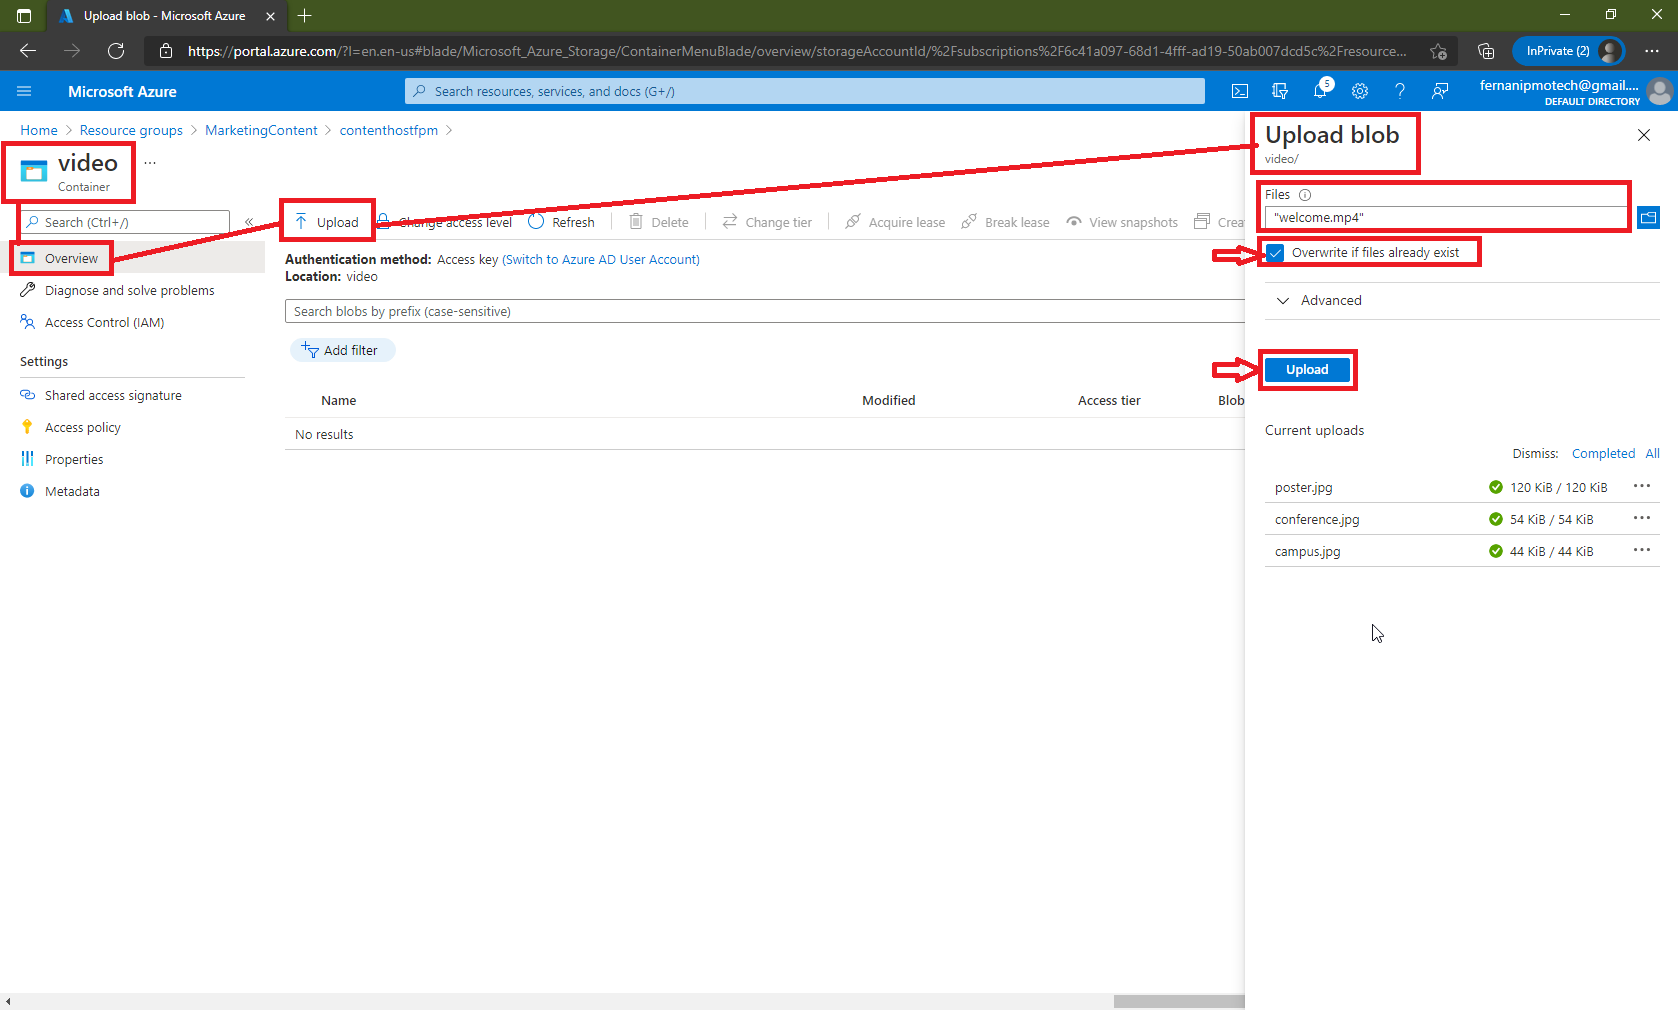 Upload blob - Microsoft Azure
https://portal.azure.com/?l=en.en-us#blade/Microsoft_Azure_Storage/ContainerMenuBlade/overview/storageAccountId/%2Fsubscriptions%2F6c41a097-68d1-4fff-ad19-50ab007dcd5c%2Fresource...
InPrivate (2)
Microsoft Azure
Search resources, services, and docs (G+/)
5
fernanipmotech@gmail....
DEFAULT DIRECTORY
Home > Resource groups > MarketingContent > contenthostfpm >
video
...
Container
Search (Ctrl+/)
«
Overview
Diagnose and solve problems
Access Control (IAM)
Settings
Shared access signature
Access policy
Properties
Metadata
Upload Change access level Refresh Delete Change tier Acquire lease Break lease View snapshots Crea
Authentication method: Access key (Switch to Azure AD User Account)
Location: video
Search blobs by prefix (case-sensitive)
Add filter
Name Modified Access tier Blob
No results
Upload blob
video/
Files
"welcome.mp4"
Overwrite if files already exist
Advanced
Upload
Current uploads
Dismiss: Completed All
poster.jpg 120 KiB / 120 KiB ...
conference.jpg 54 KiB / 54 KiB ...
campus.jpg 44 KiB / 44 KiB ...